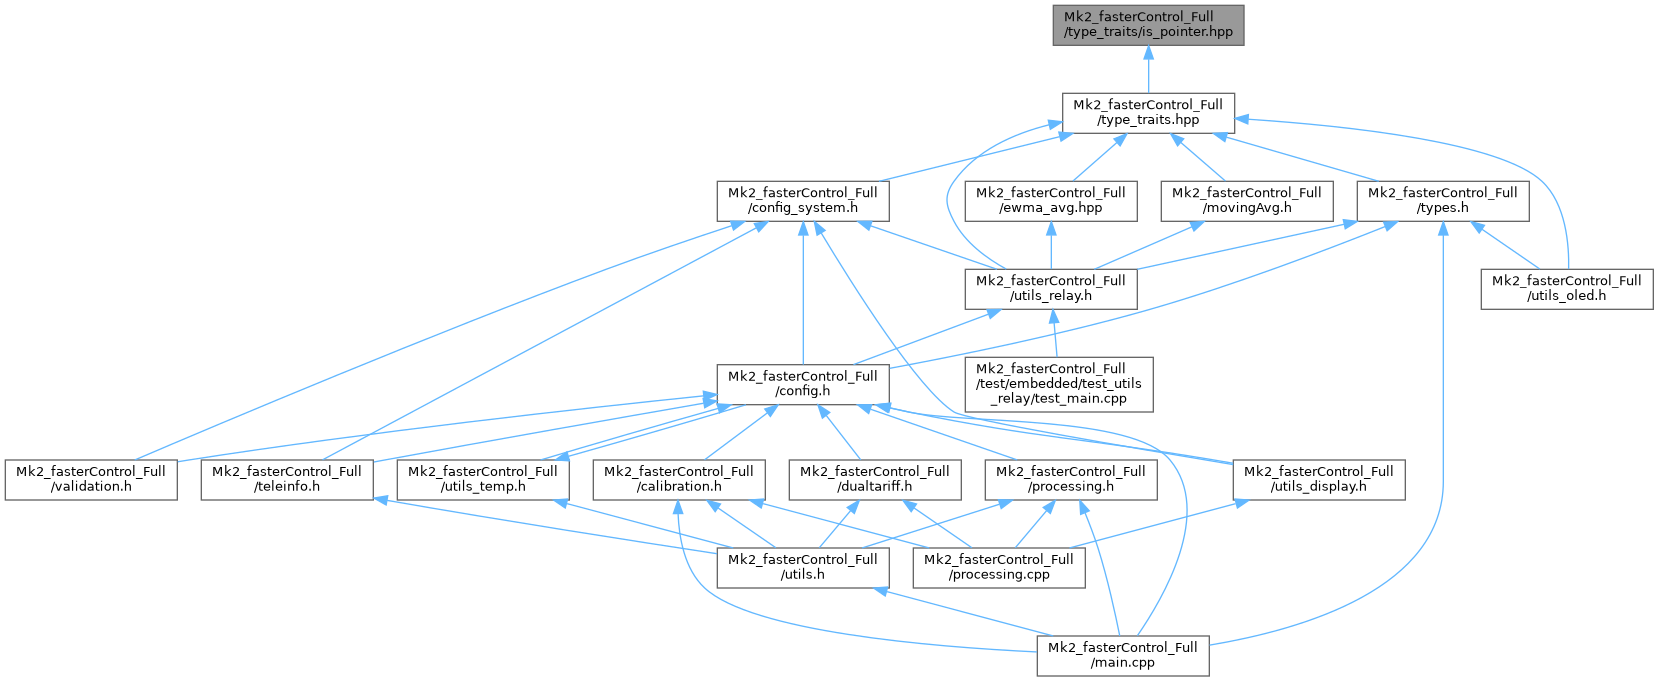 Mk2_fasterControl_Full
/type_traits/is_pointer.hpp
Mk2_fasterControl_Full
/type_traits.hpp
Mk2_fasterControl_Full
/config_system.h
Mk2_fasterControl_Full
/ewma_avg.hpp
Mk2_fasterControl_Full
/movingAvg.h
Mk2_fasterControl_Full
/types.h
Mk2_fasterControl_Full
/utils_relay.h
Mk2_fasterControl_Full
/utils_oled.h
Mk2_fasterControl_Full
/config.h
Mk2_fasterControl_Full
/test/embedded/test_utils
_relay/test_main.cpp
Mk2_fasterControl_Full
/validation.h
Mk2_fasterControl_Full
/teleinfo.h
Mk2_fasterControl_Full
/utils_temp.h
Mk2_fasterControl_Full
/calibration.h
Mk2_fasterControl_Full
/dualtariff.h
Mk2_fasterControl_Full
/processing.h
Mk2_fasterControl_Full
/utils_display.h
Mk2_fasterControl_Full
/utils.h
Mk2_fasterControl_Full
/processing.cpp
Mk2_fasterControl_Full
/main.cpp